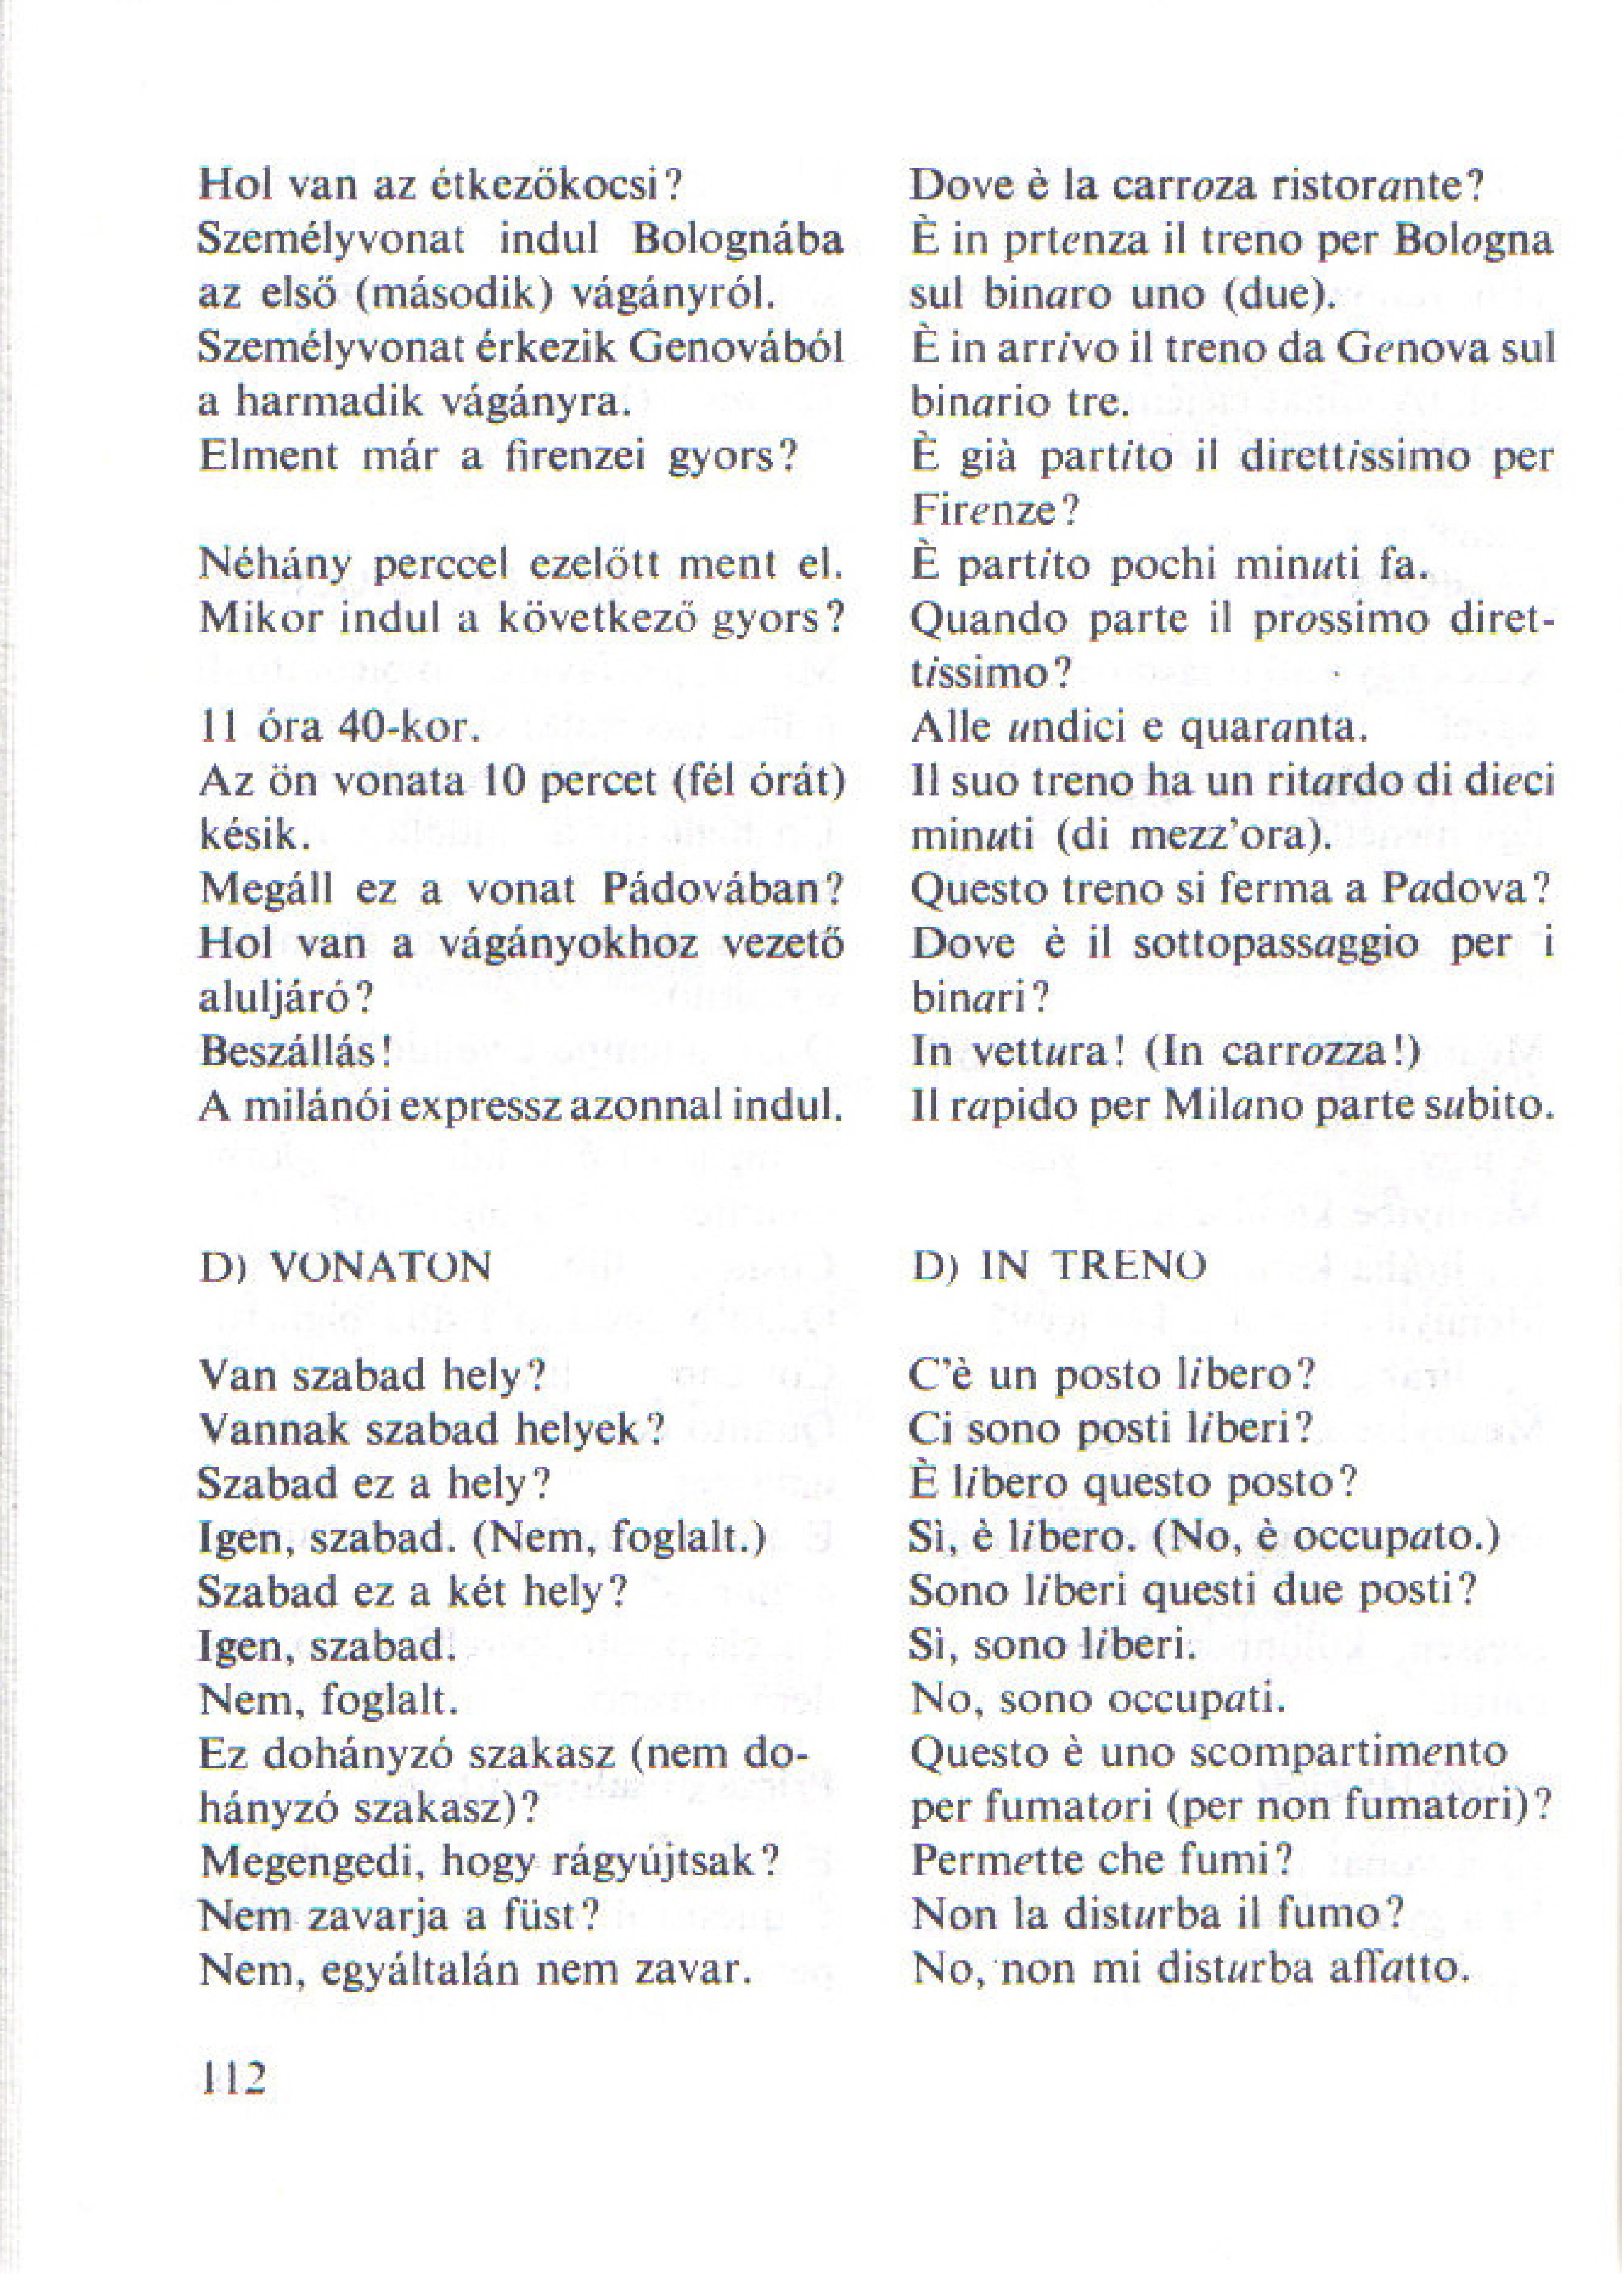 Hol van az étkezőkocsi?
Személyvonat indul Bolognába
az első (második) vágányról.
Személyvonat érkezik Genovából
a harmadik vágányra.
Elment már a firenzei gyors?
Néhány perccel ezelőtt ment el.
Mikor indul a következő gyors?
11 óra 40-kor.
Az ön vonata 10 percet (fél órát)
késik.
Megáll ez a vonat Pádovában?
Hol van a vágányokhoz vezető
aluljáró?
Beszállás!
A milánói expressz azonnal indul.
D) VONATON
Van szabad hely?
Vannak szabad helyek?
Szabad ez a hely?
Igen, szabad. (Nem, foglalt.)
Szabad ez a két hely?
Igen, szabad.
Nem, foglalt.
Ez dohányzó szakasz (nem do-
hányzó szakasz)?
Megengedi, hogy rágyújtsak?
Nem zavarja a füst?
Nem, egyáltalán nem zavar.
112
Dove è la carroza ristorante?
È in prtenza il treno per Bologna
sul binaro uno (due).
È in arrivo il treno da Genova sul
binario tre.
È già partito il direttissimo per
Firenze?
È partito pochi minuti fa.
Quando parte il prossimo diret-
tissimo?
Alle undici e quaranta.
Il suo treno ha un ritardo di dieci
minuti (di mezz'ora).
Questo treno si ferma a Padova?
Dove è il sottopassaggio per i
binari?
In vettura! (In carrozza!)
Il rapido per Milano parte subito.
D) IN TRENO
C'è un posto libero?
Ci sono posti liberi?
È libero questo posto?
Sì, è libero. (No, è occupato.)
Sono liberi questi due posti?
Sì, sono liberi.
No, sono occupati.
Questo è uno scompartimento
per fumatori (per non fumatori)?
Permette che fumi?
Non la disturba il fumo?
No, non mi disturba affatto.